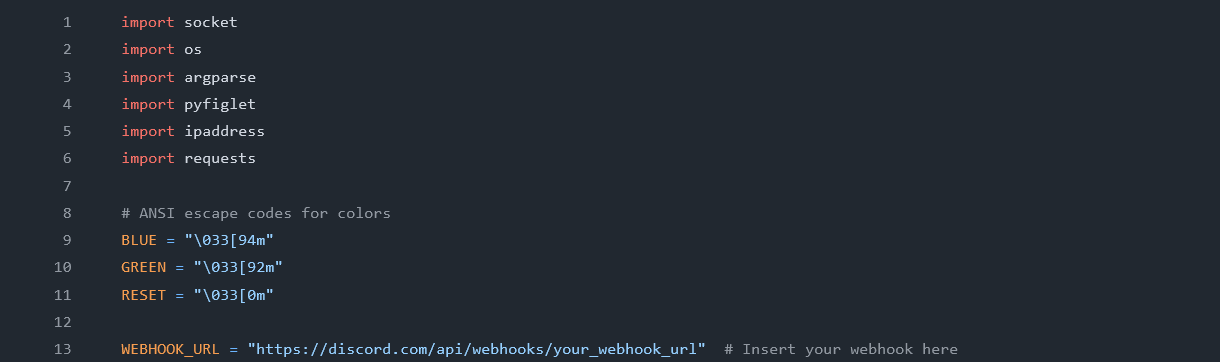 1 import socket
2 import os
3 import argparse
4 import pyfiglet
5 import ipaddress
6 import requests
7
8 # ANSI escape codes for colors
9 BLUE = "\033[94m"
10 GREEN = "\033[92m"
11 RESET = "\033[0m"
12
13 WEBHOOK_URL = "https://discord.com/api/webhooks/your_webhook_url"  # Insert your webhook here